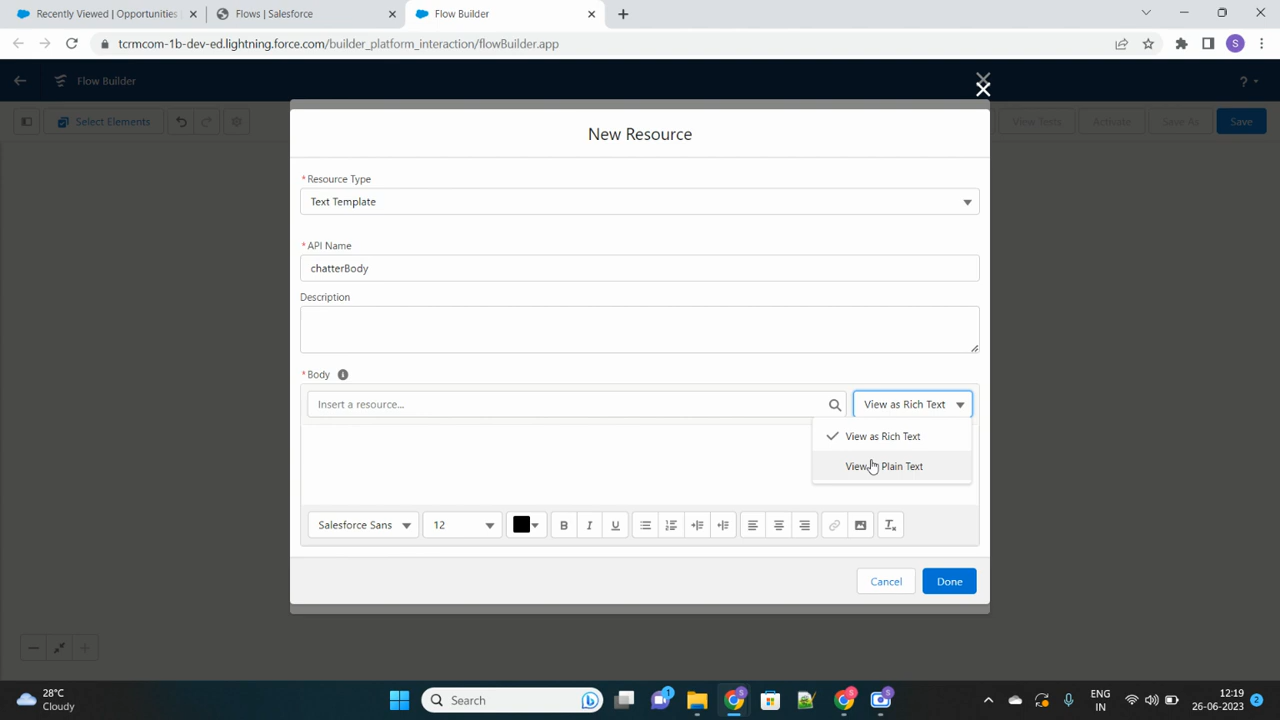 Recently Viewed | Opportunities
Flows | Salesforce
Flow Builder
tcrmcom-1b-dev-ed.lightning.force.com/builder_platform_interaction/flowBuilder.app
S
Flow Builder
?
Select Elements
View Tests
Activate
Save As
Save
New Resource
* Resource Type
Text Template
* API Name
chatterBody
Description
* Body
Insert a resource...
View as Rich Text
View as Rich Text
View as Plain Text
Salesforce Sans
12
B I U
Cancel
Done
28°C
Cloudy
Search
1
ENG
IN
12:19
26-06-2023
2